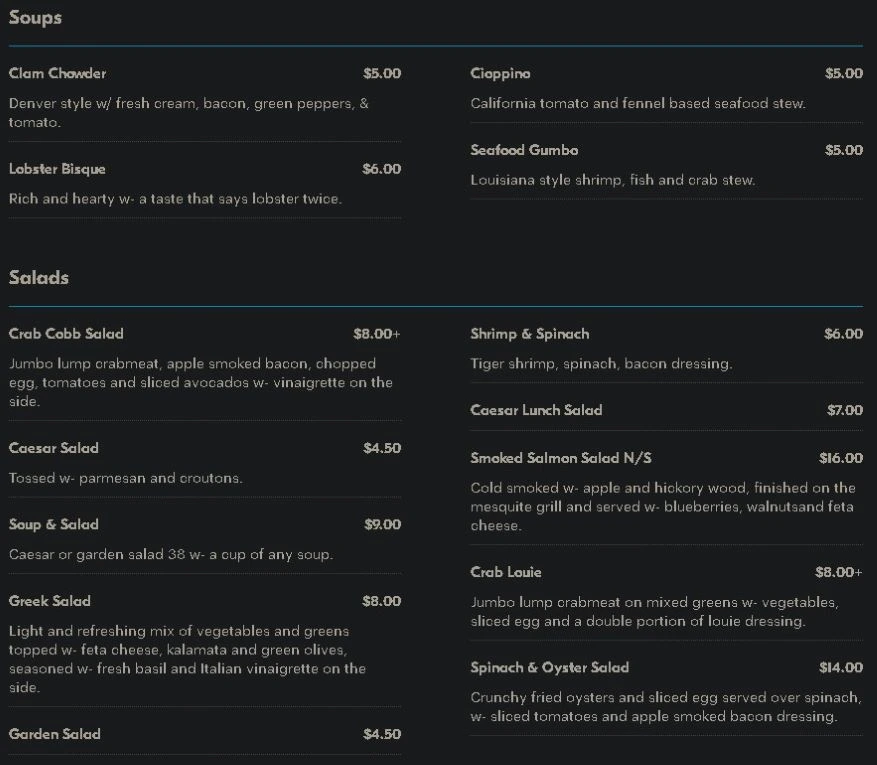 Soups
Clam Chowder $5.00
Denver style w/ fresh cream, bacon, green peppers, &
tomato.
Lobster Bisque $6.00
Rich and hearty w- a taste that says lobster twice.
Cioppino $5.00
California tomato and fennel based seafood stew.
Seafood Gumbo $5.00
Louisiana style shrimp, fish and crab stew.
Salads
Crab Cobb Salad $8.00+
Jumbo lump crabmeat, apple smoked bacon, chopped
egg, tomatoes and sliced avocados w- vinaigrette on the
side.
Caesar Salad $4.50
Tossed w- parmesan and croutons.
Soup & Salad $9.00
Caesar or garden salad 38 w- a cup of any soup.
Greek Salad $8.00
Light and refreshing mix of vegetables and greens
topped w- feta cheese, kalamata and green olives,
seasoned w- fresh basil and Italian vinaigrette on the
side.
Garden Salad $4.50
Shrimp & Spinach $6.00
Tiger shrimp, spinach, bacon dressing.
Caesar Lunch Salad $7.00
Smoked Salmon Salad N/S $16.00
Cold smoked w- apple and hickory wood, finished on the
mesquite grill and served w- blueberries, walnutsand feta
cheese.
Crab Louie $8.00+
Jumbo lump crabmeat on mixed greens w- vegetables,
sliced egg and a double portion of louie dressing.
Spinach & Oyster Salad $14.00
Crunchy fried oysters and sliced egg served over spinach,
w- sliced tomatoes and apple smoked bacon dressing.